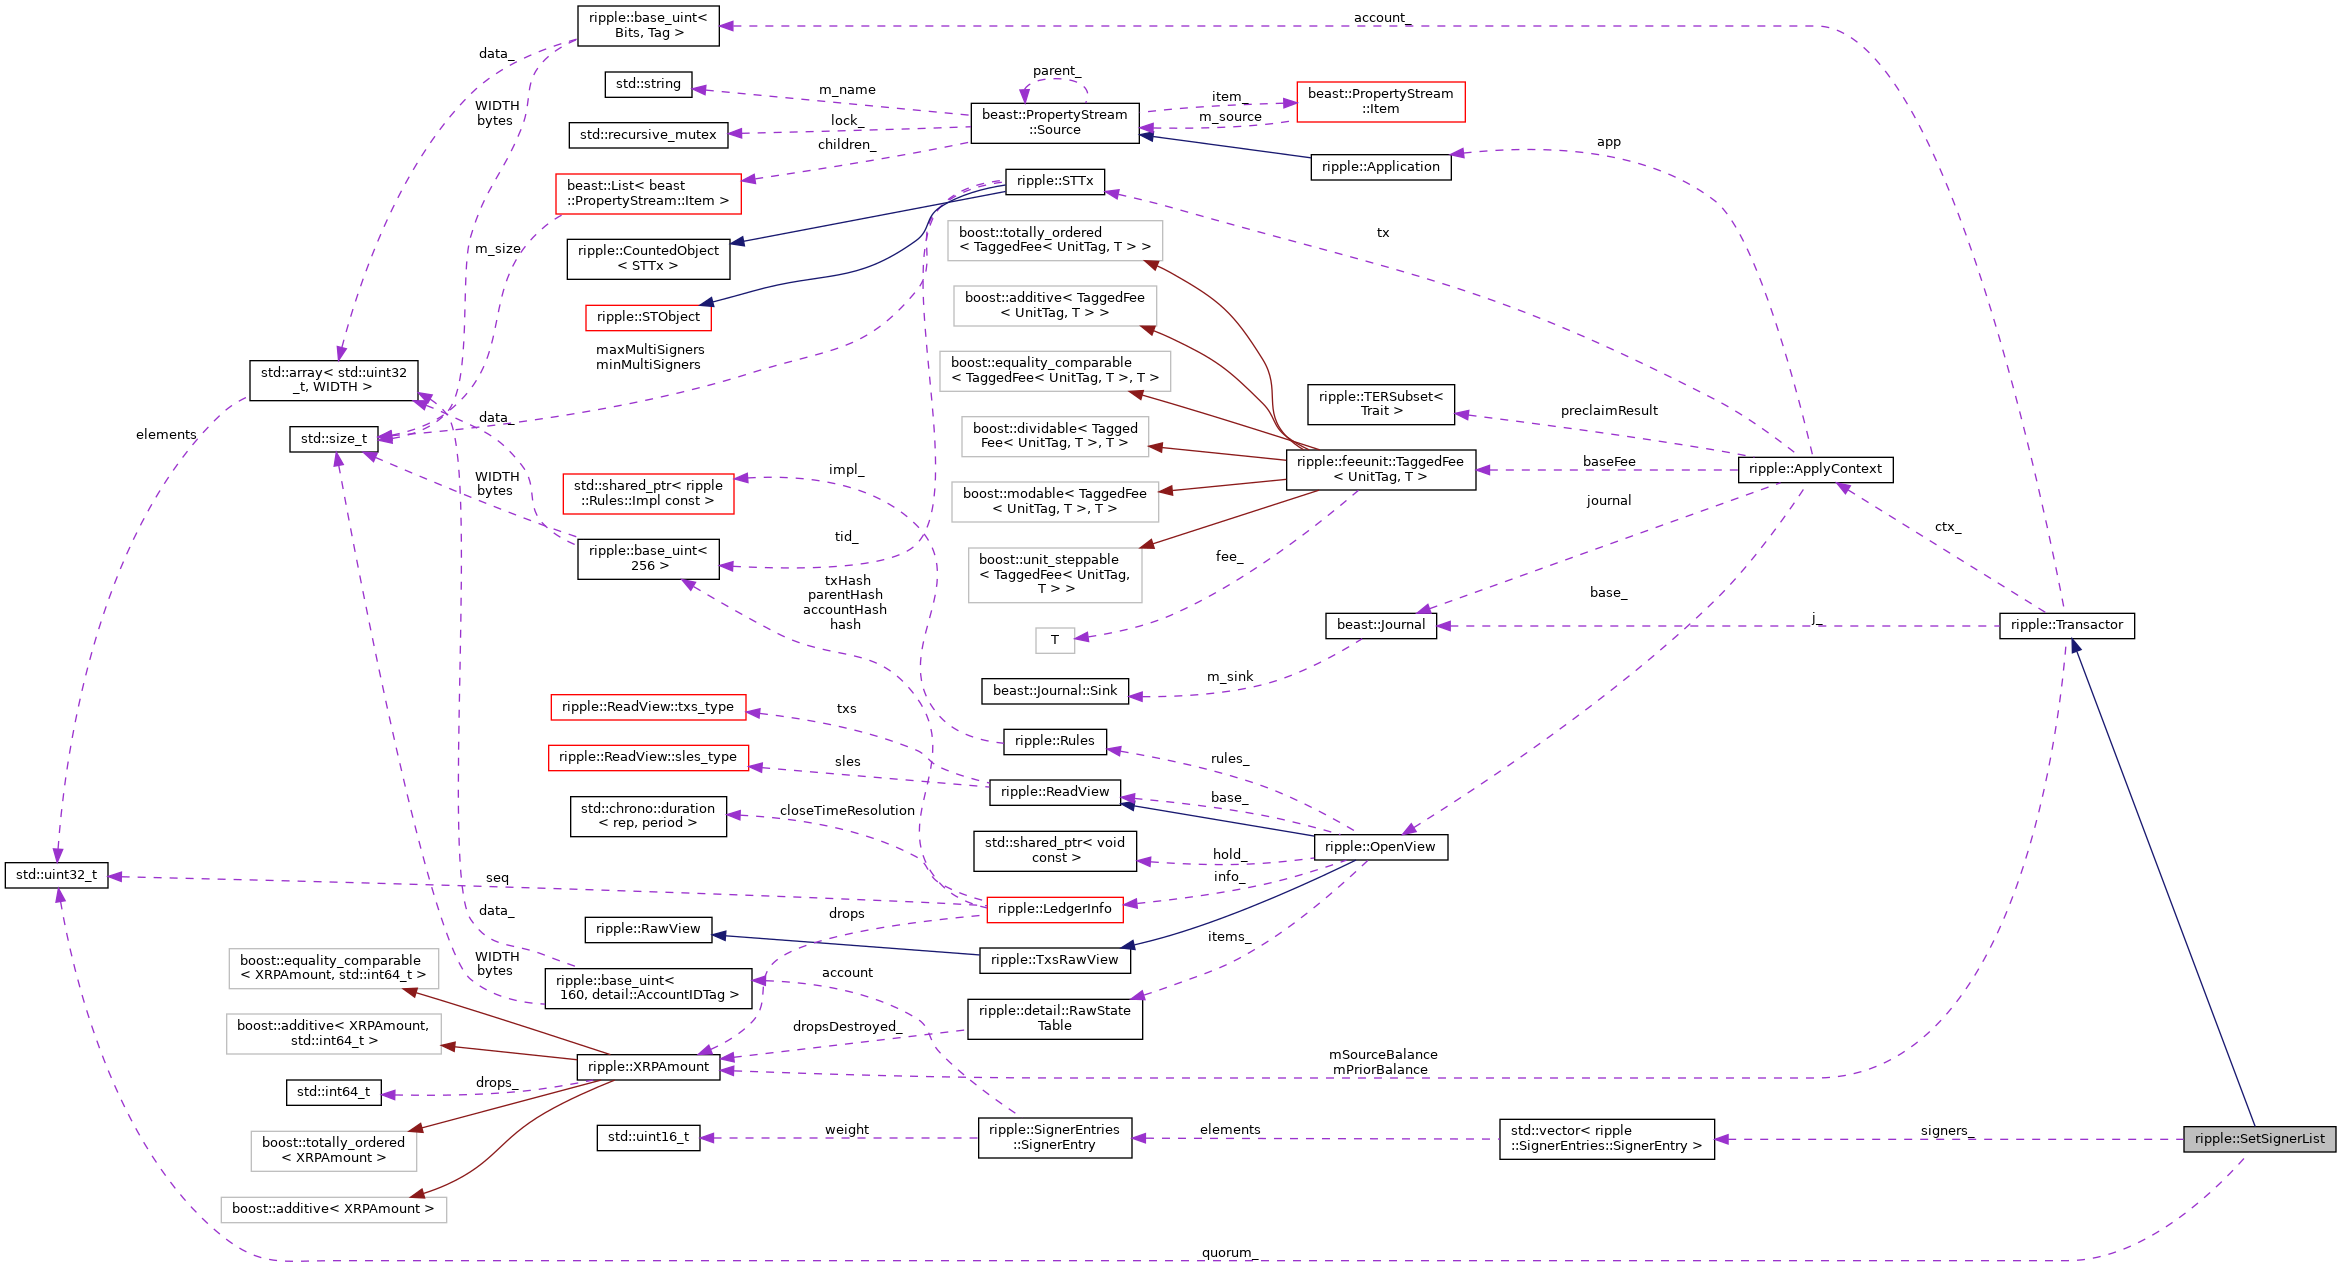 ripple::base_uint<
Bits, Tag >
account_
data_
std::string
m_name
parent_
beast::PropertyStream
::Source
item_
m_source
beast::PropertyStream
::Item
WIDTH
bytes
std::recursive_mutex
lock_
children_
app
ripple::Application
beast::List< beast
::PropertyStream::Item >
ripple::STTx
m_size
ripple::CountedObject
< STTx >
boost::totally_ordered
< TaggedFee< UnitTag, T > >
tx
ripple::STObject
boost::additive< TaggedFee
< UnitTag, T > >
maxMultiSigners
minMultiSigners
boost::equality_comparable
< TaggedFee< UnitTag, T >, T >
std::array< std::uint32
_t, WIDTH >
ripple::TERSubset<
Trait >
preclaimResult
elements
std::size_t
data_
boost::dividable< Tagged
Fee< UnitTag, T >, T >
ripple::feeunit::TaggedFee
< UnitTag, T >
baseFee
ripple::ApplyContext
WIDTH
bytes
std::shared_ptr< ripple
::Rules::Impl const >
impl_
boost::modable< TaggedFee
< UnitTag, T >, T >
journal
ctx_
ripple::base_uint<
256 >
tid_
boost::unit_steppable
< TaggedFee< UnitTag,
T > >
fee_
base_
txHash
parentHash
accountHash
hash
T
beast::Journal
j_
ripple::Transactor
beast::Journal::Sink
m_sink
ripple::ReadView::txs_type
txs
ripple::Rules
rules_
ripple::ReadView::sles_type
sles
ripple::ReadView
base_
std::chrono::duration
< rep, period >
closeTimeResolution
std::shared_ptr< void
const >
hold_
ripple::OpenView
std::uint32_t
seq
info_
ripple::LedgerInfo
data_
ripple::RawView
drops
items_
ripple::TxsRawView
WIDTH
bytes
boost::equality_comparable
< XRPAmount, std::int64_t >
ripple::base_uint<
160, detail::AccountIDTag >
account
ripple::detail::RawState
Table
boost::additive< XRPAmount,
std::int64_t >
dropsDestroyed_
ripple::XRPAmount
mSourceBalance
mPriorBalance
std::int64_t
drops_
boost::totally_ordered
< XRPAmount >
std::uint16_t
weight
ripple::SignerEntries
::SignerEntry
elements
std::vector< ripple
::SignerEntries::SignerEntry >
signers_
ripple::SetSignerList
boost::additive< XRPAmount >
quorum_